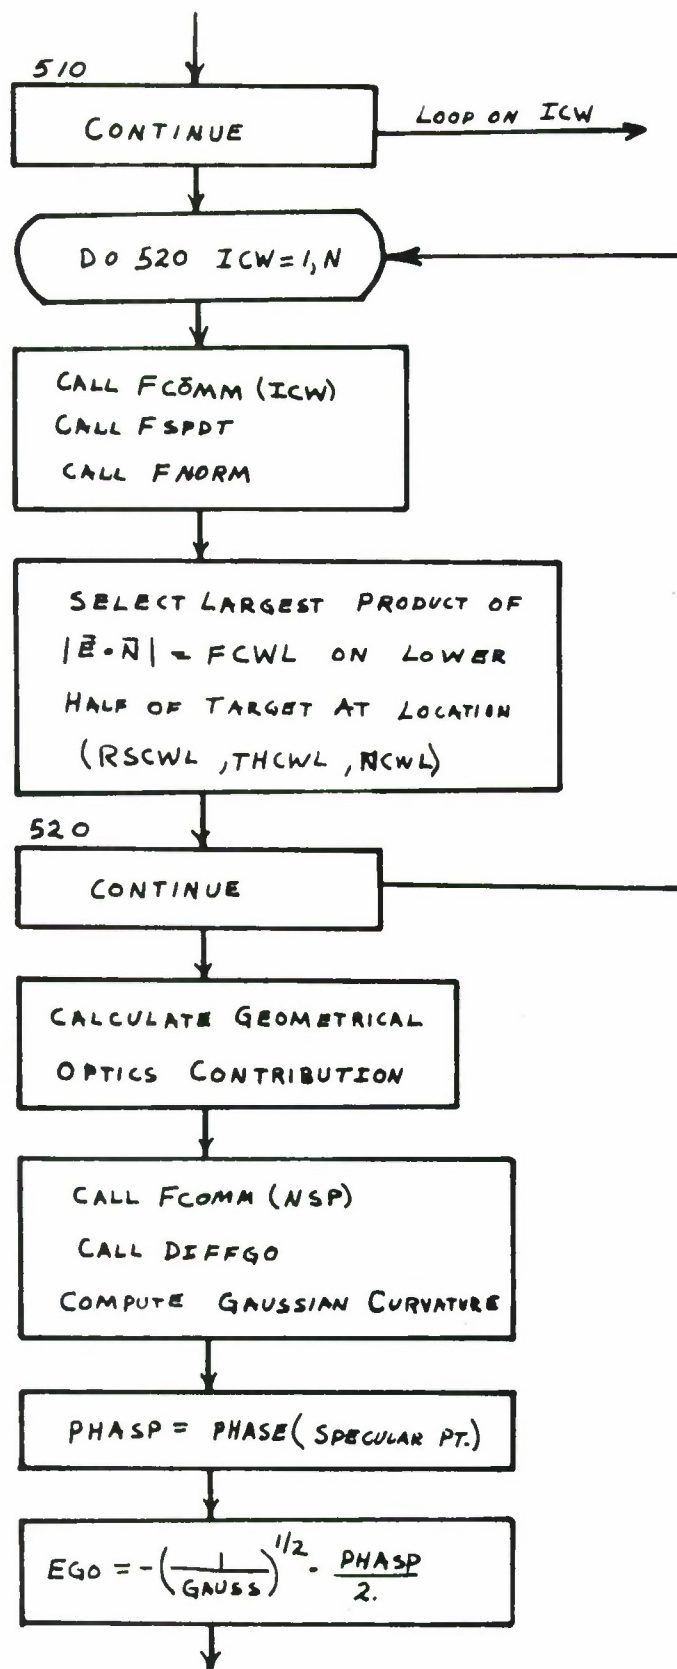 510
CONTINUE
LOOP ON ICW
DO 520 ICW = 1, N
CALL FCOMM (ICW)
CALL FSPDT
CALL FNORM
SELECT LARGEST PRODUCT OF
|E⃗ · N⃗| = FCWL ON LOWER
HALF OF TARGET AT LOCATION
(RSCWL , THCWL , NCWL)
520
CONTINUE
CALCULATE GEOMETRICAL
OPTICS CONTRIBUTION
CALL FCOMM (NSP)
CALL DIFFGO
COMPUTE GAUSSIAN CURVATURE
PHASP = PHASE (SPECULAR PT.)
EGO = -(1/GAUSS)^1/2 · PHASP/2.